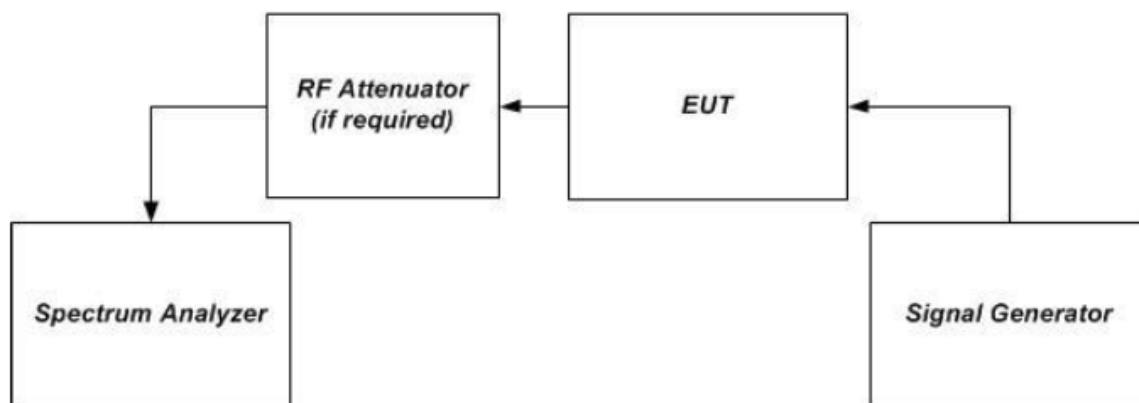 RF Attenuator
(if required)
EUT
Spectrum Analyzer
Signal Generator